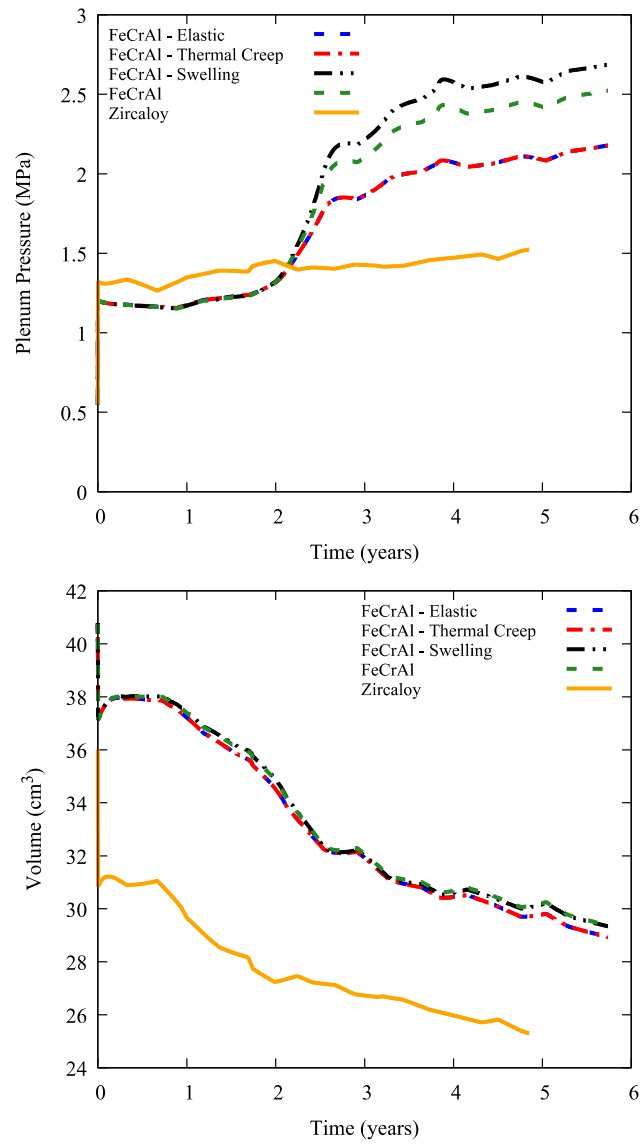 FeCrAl - Elastic
FeCrAl - Thermal Creep
FeCrAl - Swelling
FeCrAl
Zircaloy
Plenum Pressure (MPa)
3
2.5
2
1.5
1
0.5
0
0 1 2 3 4 5 6
Time (years)
FeCrAl - Elastic
FeCrAl - Thermal Creep
FeCrAl - Swelling
FeCrAl
Zircaloy
Volume (cm³)
42
40
38
36
34
32
30
28
26
24
0 1 2 3 4 5 6
Time (years)